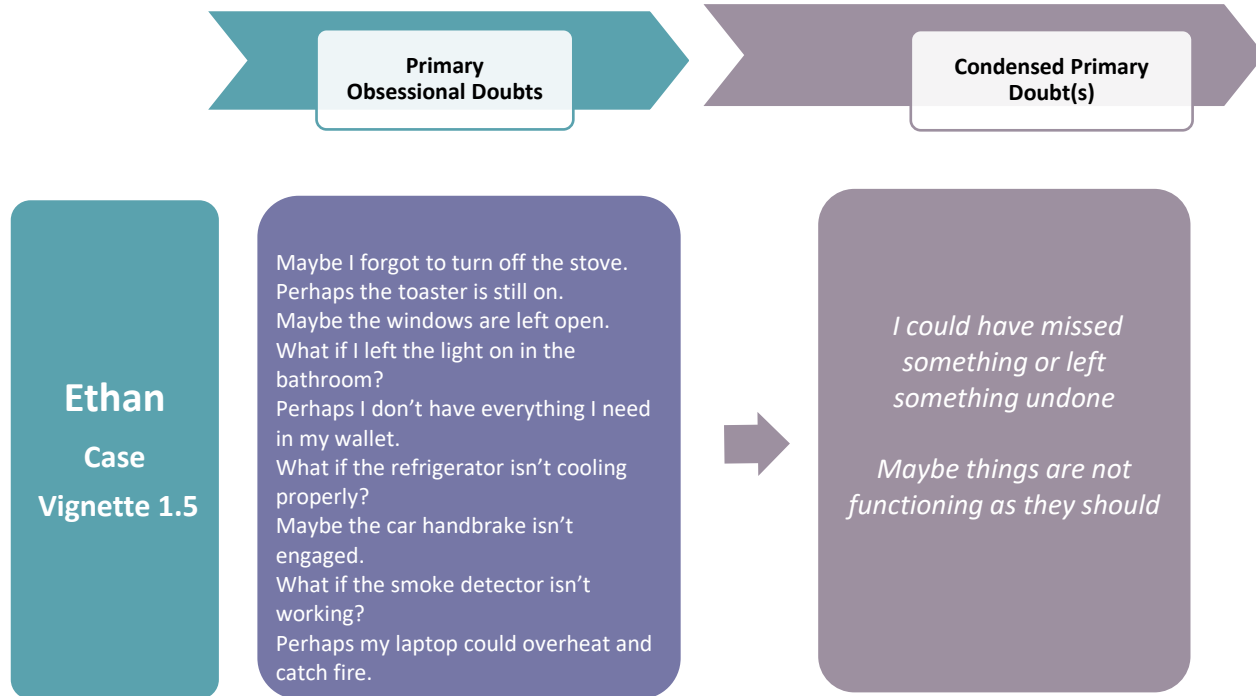 Primary
Obsessional Doubts
Condensed Primary
Doubt(s)
Ethan
Case
Vignette 1.5
Maybe I forgot to turn off the stove.
Perhaps the toaster is still on.
Maybe the windows are left open.
What if I left the light on in the
bathroom?
Perhaps I don’t have everything I need
in my wallet.
What if the refrigerator isn’t cooling
properly?
Maybe the car handbrake isn’t
engaged.
What if the smoke detector isn’t
working?
Perhaps my laptop could overheat and
catch fire.
I could have missed
something or left
something undone
Maybe things are not
functioning as they should